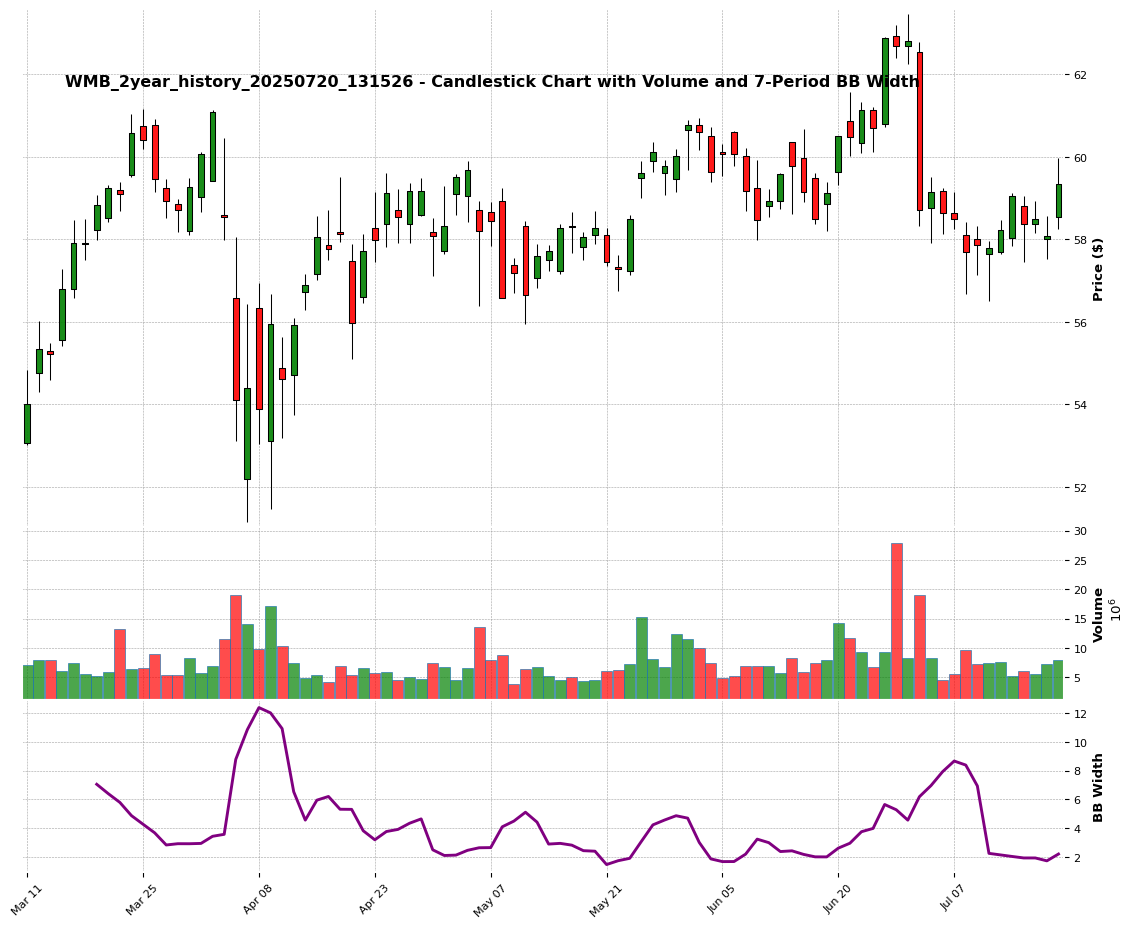 WMB_2year_history_20250720_131526 - Candlestick Chart with Volume and 7-Period BB Width
62
60
58
56
54
52
Price ($)
30
25
20
15
10
5
Volume
10^6
12
10
8
6
4
2
BB Width
Mar 11
Mar 25
Apr 08
Apr 23
May 07
May 21
Jun 05
Jun 20
Jul 07